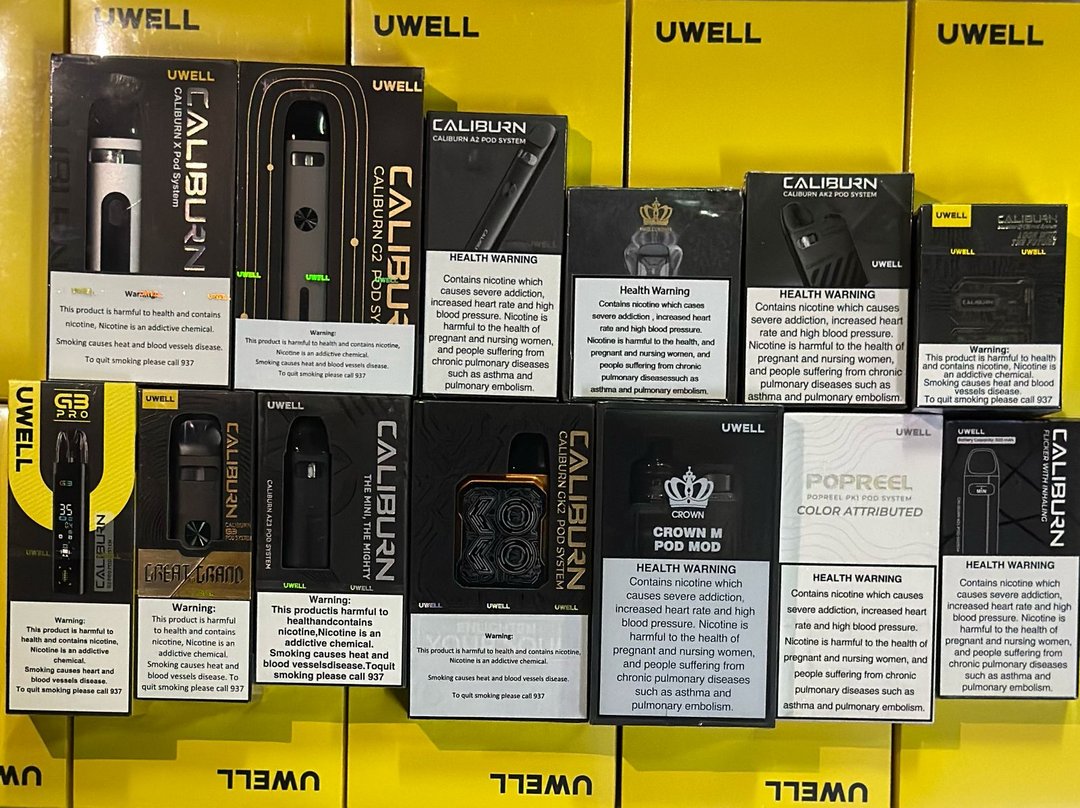 UWELL
UWELL
UWELL
UWELL
UWELL
CALIBURN
CALIBURN X Pod System
Warning:
This product is harmful to health and contains
nicotine, Nicotine is an addictive chemical.
Smoking causes heat and blood vessels disease.
To quit smoking please call 937
UWELL
CALIBURN
CALIBURN G2 POD SY
UWELL
UWELL
Warning:
This product is harmful to health and contains nicotine,
Nicotine is an addictive chemical.
Smoking causes heat and blood vessels disease.
To quit smoking please call 937
CALIBURN
CALIBURN A2 POD SYSTEM
HEALTH WARNING
Contains nicotine which
causes severe addiction,
increased heart rate and high
blood pressure. Nicotine is
harmful to the health of
pregnant and nursing women,
and people suffering from
chronic pulmonary diseases
such as asthma and
pulmonary embolism.
Health Warning
Contains nicotine which cases
severe addiction , increased heart
rate and high blood pressure.
Nicotine is harmful to the health, and
pregnant and nursing women, and
people suffering from chronic
pulmonary diseasessuch as
asthma and pulmonary embolism.
CALIBURN
CALIBURN AK2 POD SYSTEM
UWELL
HEALTH WARNING
Contains nicotine which causes
severe addiction, increased heart
rate and high blood pressure.
Nicotine is harmful to the health of
pregnant and nursing women, and
people suffering from chronic
pulmonary diseases such as
asthma and pulmonary embolism.
UWELL
CALIBURN
UWELL
UWELL
CALIBURN
Warning:
This product is harmful to health
and contains nicotine, Nicotine is
an addictive chemical.
Smoking causes heat and blood
vessels disease.
To quit smoking please call 937
UWELL
G3
PRO
35
CALIBURN
UWELL
Warning:
This product is harmful to
health and contains nicotine,
Nicotine is an addictive
chemical.
Smoking causes heart and
blood vessels disease.
To quit smoking please call 937
UWELL
CALIBURN
CALIBURN
G3
POD SYSTEM
GREAT GRAND
Warning:
This product is harmful
to health and contains
nicotine, Nicotine is an
addictive chemical.
Smoking causes heat and
blood vessels disease. To
quit smoking please call 937
UWELL
CALIBURN
THE MINI, THE MIGHTY
CALIBURN A23 POD SYSTEM
UWELL
UWELL
Warning:
This productis harmful to
healthandcontains
nicotine,Nicotine is an
addictive chemical.
Smoking causes heat and
blood vesselsdisease.Toquit
smoking please call 937
CALIBURN
CALIBURN GK2 POD SYSTEM
UWELL
UWELL
UWELL
Warning:
This product is harmful to health and contains nicotine,
Nicotine is an addictive chemical.
Smoking causes heat and blood vessels disease.
To quit smoking please call 937
UWELL
CROWN
CROWN M
POD MOD
HEALTH WARNING
Contains nicotine which
causes severe addiction,
increased heart rate and high
blood pressure. Nicotine is
harmful to the health of
pregnant and nursing women,
and people suffering from
chronic pulmonary diseases
such as asthma and
pulmonary embolism.
UWELL
POPREEL
POPREEL PK1 POD SYSTEM
COLOR ATTRIBUTED
HEALTH WARNING
Contains nicotine which causes
severe addiction, increased heart
rate and high blood pressure.
Nicotine is harmful to the health of
pregnant and nursing women, and
people suffering from chronic
pulmonary diseases such as
asthma and pulmonary embolism.
UWELL
CALIBURN
FLICKER WITH INHALING
HEALTH WARNING
Contains nicotine which
causes severe addiction,
increased heart rate and high
blood pressure. Nicotine is
harmful to the health of
pregnant and nursing women,
and people suffering from
chronic pulmonary diseases
such as asthma and
pulmonary embolism.
UWELL
UWELL
UWELL